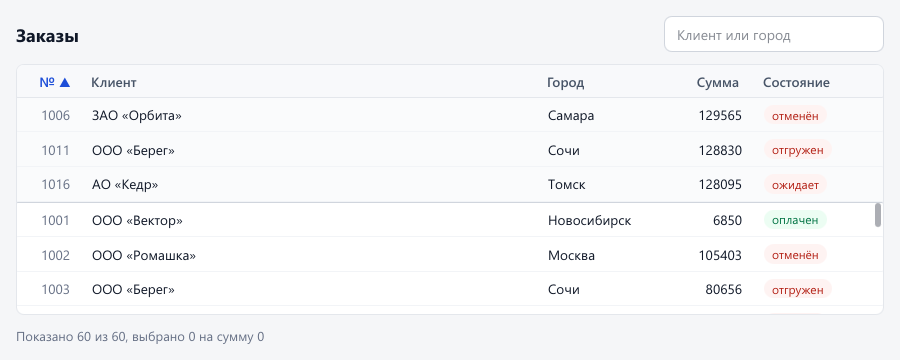 Заказы
Клиент или город
№ ▲ Клиент Город Сумма Состояние
1006 ЗАО «Орбита» Самара 129565 отменён
1011 ООО «Берег» Сочи 128830 отгружен
1016 АО «Кедр» Томск 128095 ожидает
1001 ООО «Вектор» Новосибирск 6850 оплачен
1002 ООО «Ромашка» Москва 105403 отменён
1003 ООО «Берег» Сочи 80656 отгружен
Показано 60 из 60, выбрано 0 на сумму 0